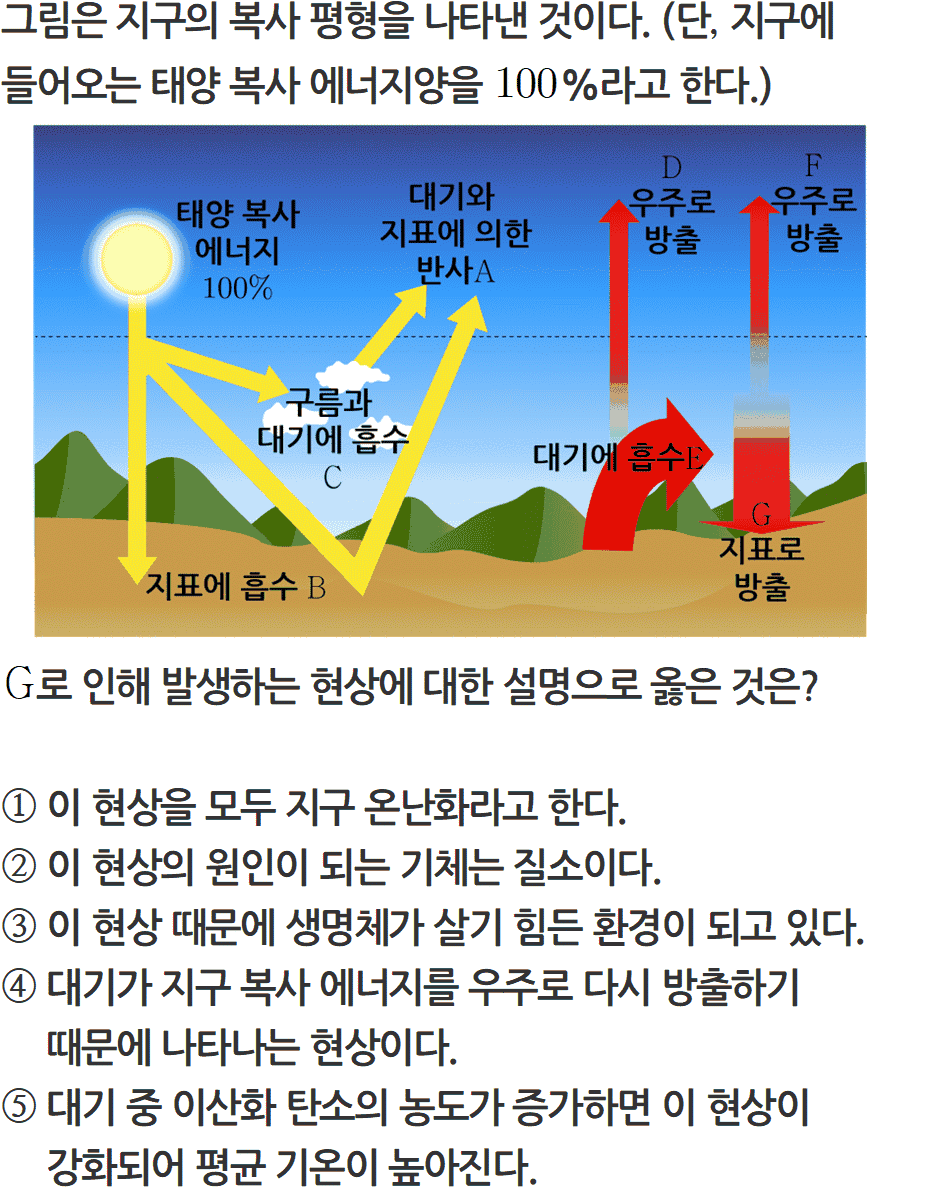 그림은 지구의 복사 평형을 나타낸 것이다. (단, 지구에
들어오는 태양 복사 에너지양을 100%라고 한다.)
태양 복사
에너지
100%
대기와
지표에 의한
반사A
D
우주로
방출
F
우주로
방출
구름과
대기에 흡수
C
대기에 흡수E
G
지표로
방출
지표에 흡수 B
G로 인해 발생하는 현상에 대한 설명으로 옳은 것은?
① 이 현상을 모두 지구 온난화라고 한다.
② 이 현상의 원인이 되는 기체는 질소이다.
③ 이 현상 때문에 생명체가 살기 힘든 환경이 되고 있다.
④ 대기가 지구 복사 에너지를 우주로 다시 방출하기
때문에 나타나는 현상이다.
⑤ 대기 중 이산화 탄소의 농도가 증가하면 이 현상이
강화되어 평균 기온이 높아진다.